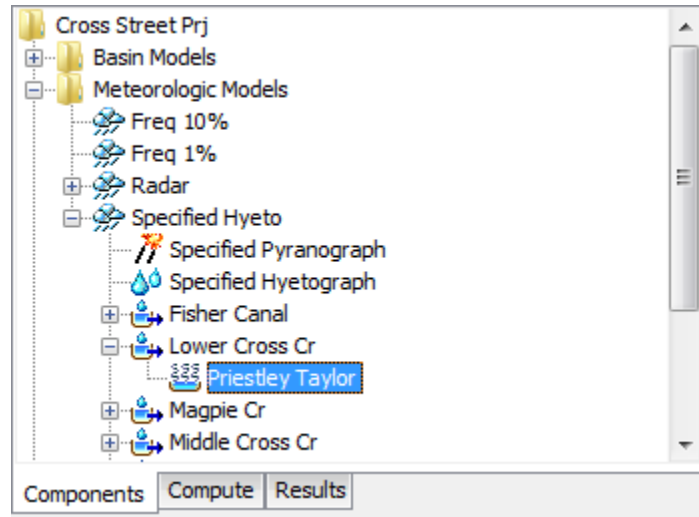 Cross Street Prj
Basin Models
Meteorologic Models
Freq 10%
Freq 1%
Radar
Specified Hyeto
Specified Pyranograph
Specified Hyetograph
Fisher Canal
Lower Cross Cr
Priestley Taylor
Magpie Cr
Middle Cross Cr
Components Compute Results